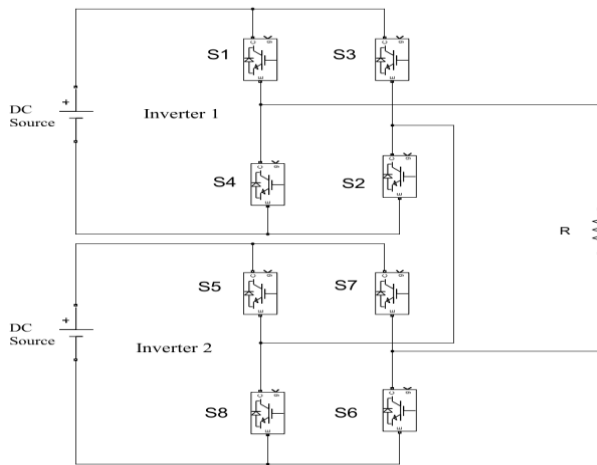 S1
S3
C
g
E
C
g
E
+
DC
Source
Inverter 1
S4
S2
C
g
E
C
g
E
R
S5
S7
C
g
E
C
g
E
+
DC
Source
Inverter 2
S8
S6
C
g
E
C
g
E